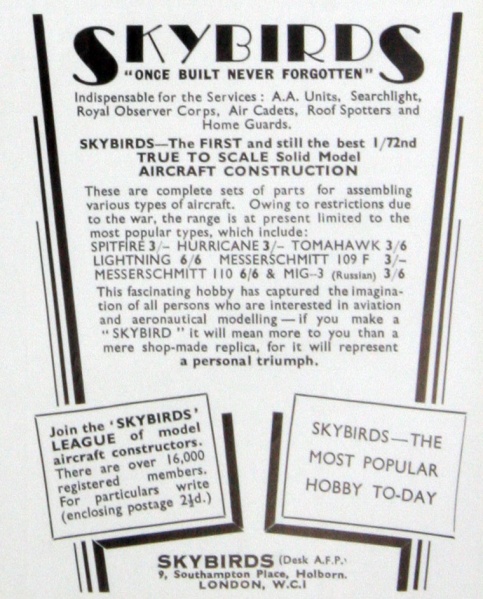 SKYBIRDS
"ONCE BUILT NEVER FORGOTTEN"
Indispensable for the Services: A.A. Units, Searchlight,
Royal Observer Corps, Air Cadets, Roof Spotters and
Home Guards.
SKYBIRDS—The FIRST and still the best 1/72nd
TRUE TO SCALE Solid Model
AIRCRAFT CONSTRUCTION
These are complete sets of parts for assembling
various types of aircraft. Owing to restrictions due
to the war, the range is at present limited to the
most popular types, which include:
SPITFIRE 3/- HURRICANE 3/- TOMAHAWK 3/6
LIGHTNING 6/6 MESSERSCHMITT 109 F 3/-
MESSERSCHMITT 110 6/6 & MIG-3 (Russian) 3/6
This fascinating hobby has captured the imagina-
tion of all persons who are interested in aviation
and aeronautical modelling—if you make a
"SKYBIRD" it will mean more to you than a
mere shop-made replica, for it will represent
a personal triumph.
Join the 'SKYBIRDS'
LEAGUE of model
aircraft constructors.
There are over 16,000
registered members.
For particulars write
(enclosing postage 2½d.)
SKYBIRDS—THE
MOST POPULAR
HOBBY TO-DAY
SKYBIRDS (Desk A.F.P.)
9, Southampton Place, Holborn.
LONDON, W.C.1